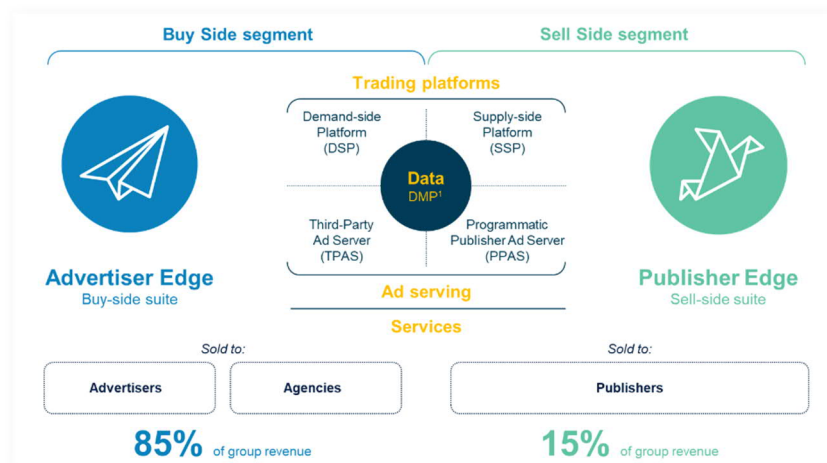 Buy Side segment
Sell Side segment
Trading platforms
Demand-side
Platform
(DSP)
Supply-side
Platform
(SSP)
Data
DMP¹
Third-Party
Ad Server
(TPAS)
Programmatic
Publisher Ad Server
(PPAS)
Advertiser Edge
Buy-side suite
Publisher Edge
Sell-side suite
Ad serving
Services
Sold to:
Advertisers
Agencies
85% of group revenue
Sold to:
Publishers
15% of group revenue